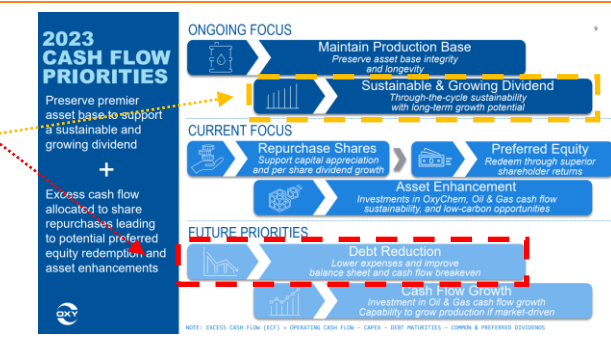 2023
CASH FLOW
PRIORITIES
Preserve premier
asset base to support
a sustainable and
growing dividend
+
Excess cash flow
allocated to share
repurchases leading
to potential preferred
equity redemption and
asset enhancements
OXY
ONGOING FOCUS
9
Maintain Production Base
Preserve asset base integrity
and longevity
Sustainable & Growing Dividend
Through-the-cycle sustainability
with long-term growth potential
CURRENT FOCUS
Repurchase Shares
Support capital appreciation
and per share dividend growth
Preferred Equity
Redeem through superior
shareholder returns
Asset Enhancement
Investments in OxyChem, Oil & Gas cash flow
sustainability, and low-carbon opportunities
FUTURE PRIORITIES
Debt Reduction
Lower expenses and improve
balance sheet and cash flow breakeven
Cash Flow Growth
Investment in Oil & Gas cash flow growth
Capability to grow production if market-driven
NOTE: EXCESS CASH FLOW (ECF) = OPERATING CASH FLOW – CAPEX – DEBT MATURITIES – COMMON & PREFERRED DIVIDENDS